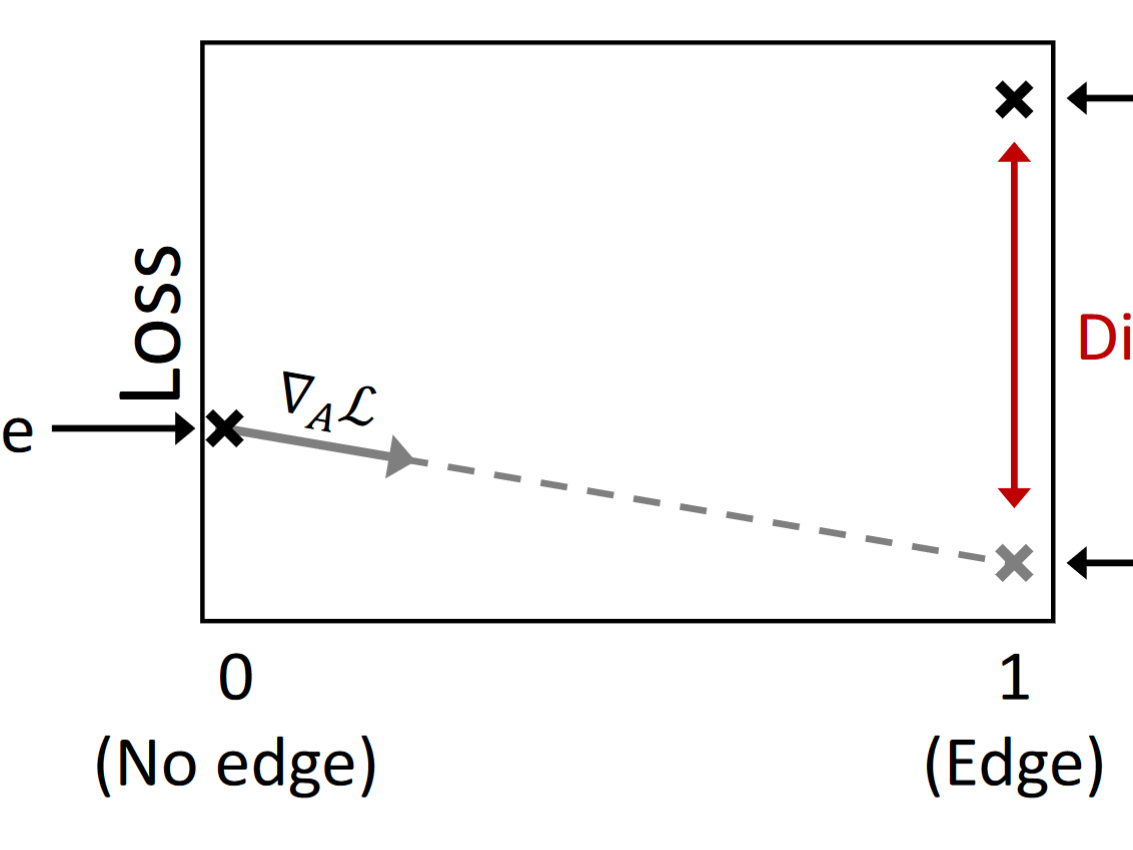 Loss
e
∇_A ℒ
Di
0
1
(No edge)
(Edge)